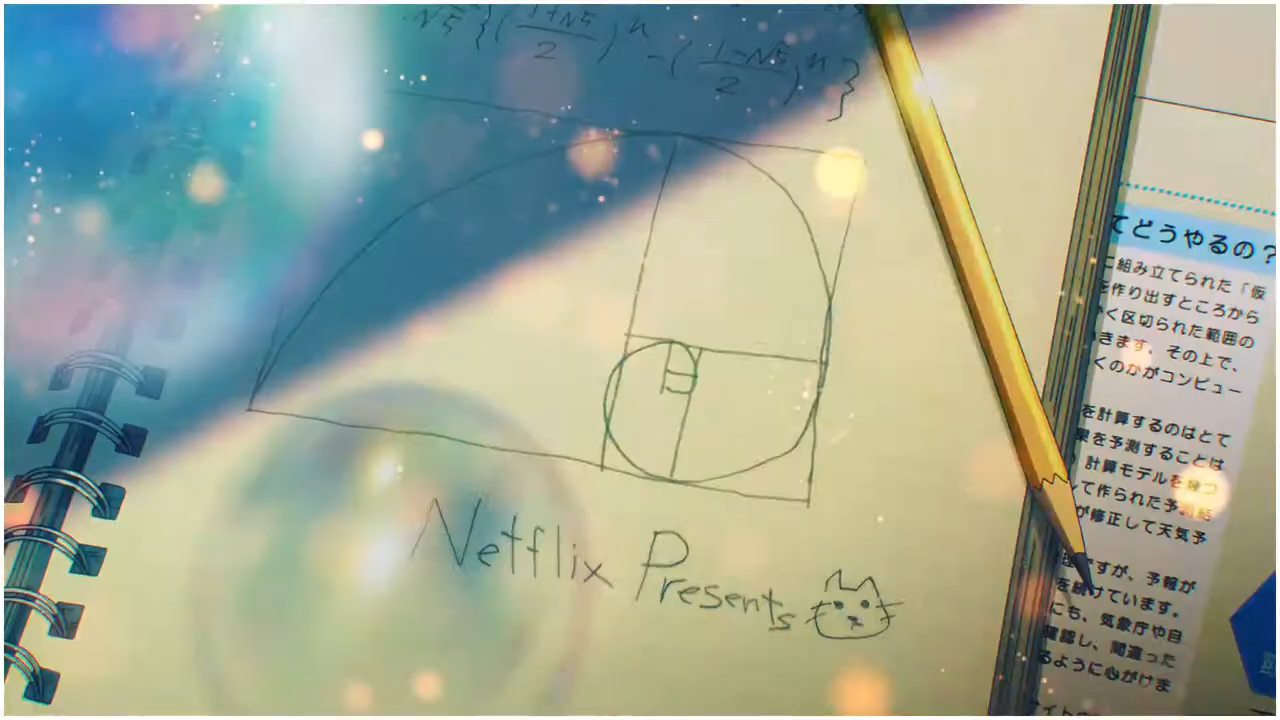 √5{(1+√5/2)^n
-(1-√5/2)^n}
Netflix Presents
てどうやるの？
組み立てられた「仮
を作り出すところから
く区切られた範囲の
きます。その上で、
くのかがコンピュー
を計算するのはとて
果を予測することは
計算モデルを幾つ
て作られた予報結
が修正して天気予
ですが、予報が
を続けています。
にも、気象庁や自
確認し、間違った
るように心がけま